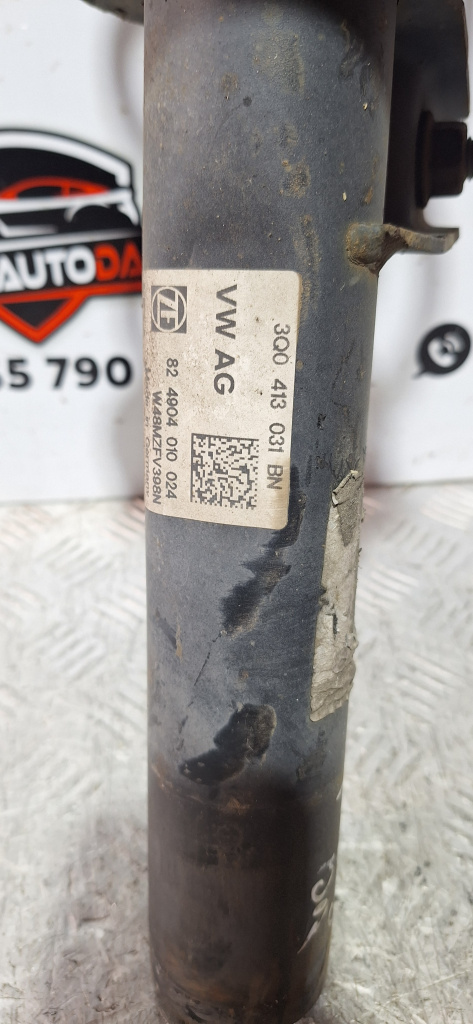 3Q0 413 031 BN
VW AG
ZF
82 4904 010 024
W48MZFV398N
AUTODA
55 790